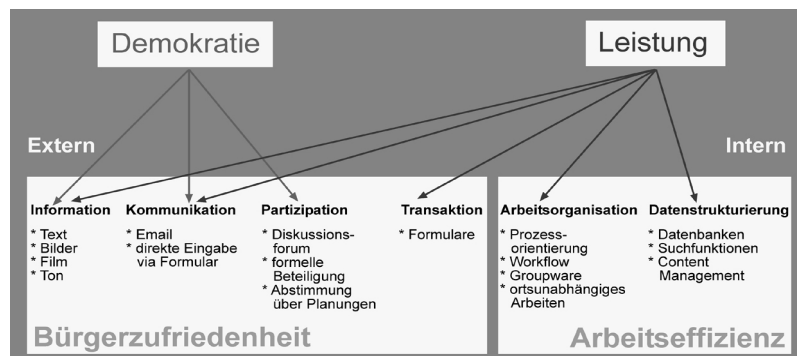 Demokratie
Leistung
Extern
Intern
Information
* Text
* Bilder
* Film
* Ton
Kommunikation
* Email
* direkte Eingabe
via Formular
Partizipation
* Diskussions-
forum
* formelle
Beteiligung
* Abstimmung
über Planungen
Transaktion
* Formulare
Arbeitsorganisation
* Prozess-
orientierung
* Workflow
* Groupware
* ortsunabhängiges
Arbeiten
Datenstrukturierung
* Datenbanken
* Suchfunktionen
* Content
Management
Bürgerzufriedenheit
Arbeitseffizienz